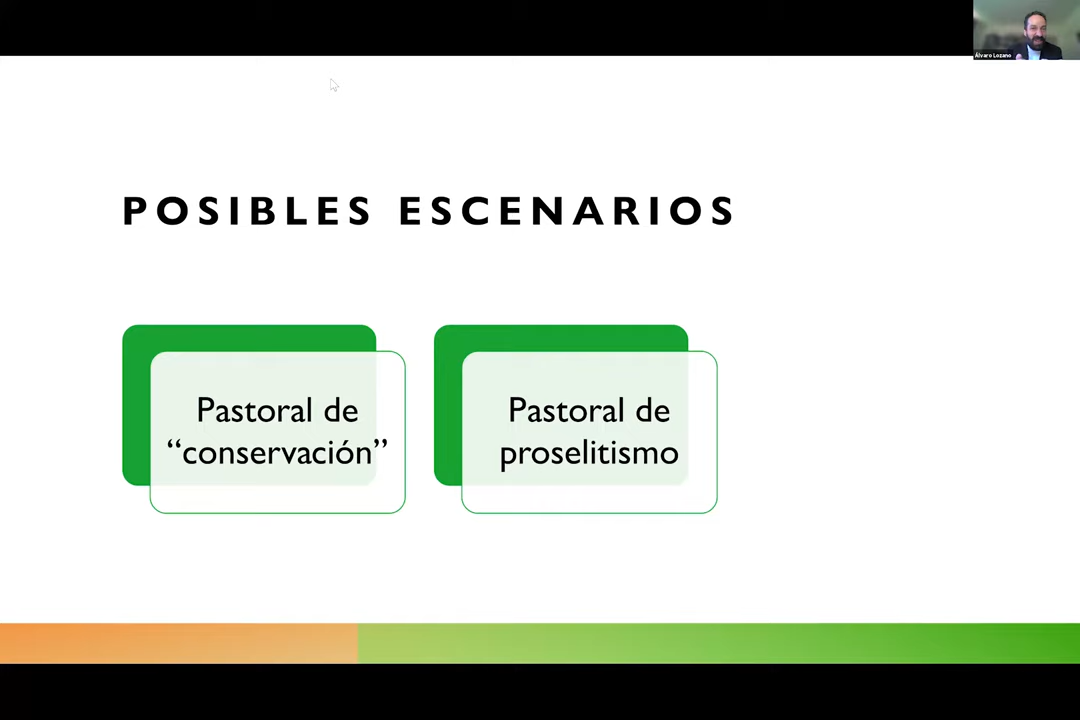 Álvaro Lozano
POSIBLES ESCENARIOS
Pastoral de
“conservación”
Pastoral de
proselitismo